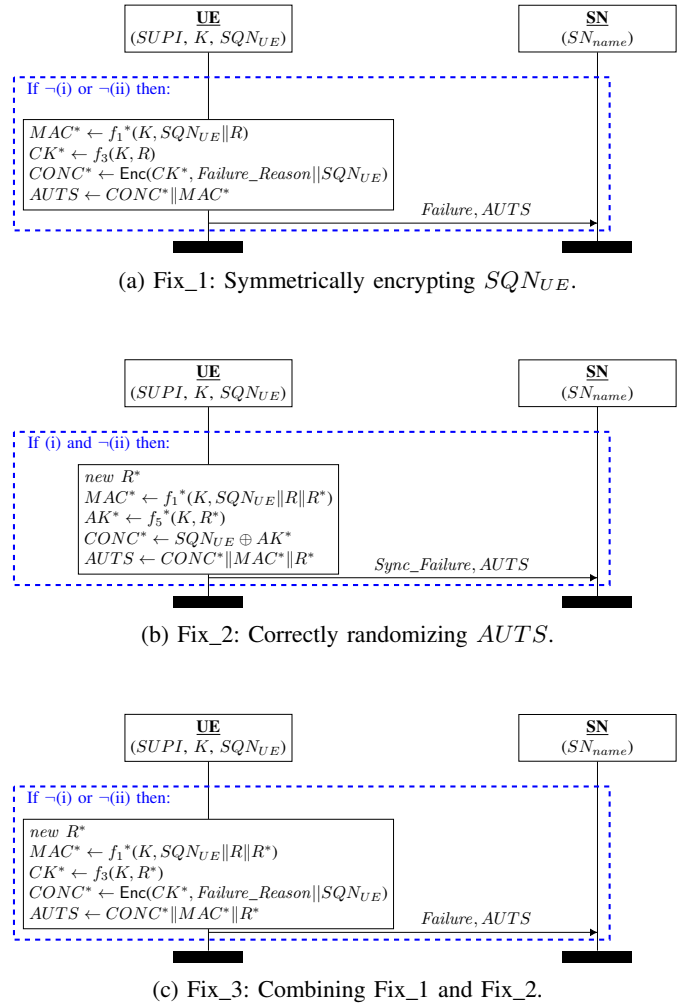 UE
(SUPI, K, SQN_UE)
SN
(SN_name)
If ¬(i) or ¬(ii) then:
MAC* ← f₁*(K, SQN_UE‖R)
CK* ← f₃(K, R)
CONC* ← Enc(CK*, Failure_Reason||SQN_UE)
AUTS ← CONC*‖MAC*
Failure, AUTS
(a) Fix_1: Symmetrically encrypting SQN_UE.
UE
(SUPI, K, SQN_UE)
SN
(SN_name)
If (i) and ¬(ii) then:
new R*
MAC* ← f₁*(K, SQN_UE‖R‖R*)
AK* ← f₅*(K, R*)
CONC* ← SQN_UE ⊕ AK*
AUTS ← CONC*‖MAC*‖R*
Sync_Failure, AUTS
(b) Fix_2: Correctly randomizing AUTS.
UE
(SUPI, K, SQN_UE)
SN
(SN_name)
If ¬(i) or ¬(ii) then:
new R*
MAC* ← f₁*(K, SQN_UE‖R‖R*)
CK* ← f₃(K, R*)
CONC* ← Enc(CK*, Failure_Reason||SQN_UE)
AUTS ← CONC*‖MAC*‖R*
Failure, AUTS
(c) Fix_3: Combining Fix_1 and Fix_2.